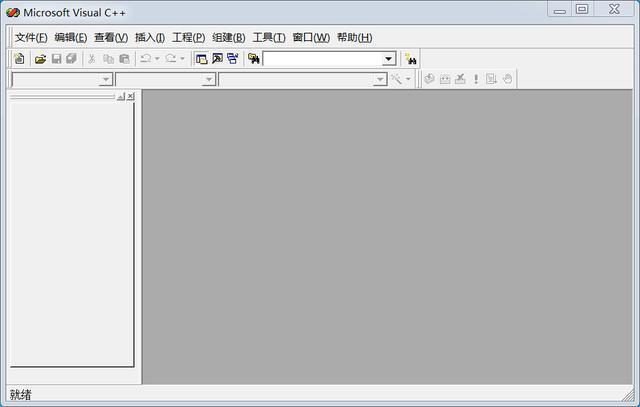 Microsoft Visual C++
文件(F) 编辑(E) 查看(V) 插入(I) 工程(P) 组建(B) 工具(T) 窗口(W) 帮助(H)
就绪